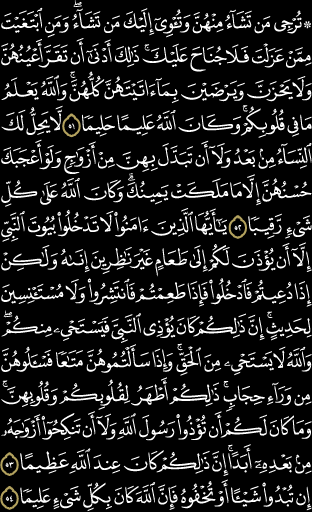 ۞ تُرْجِى مَن تَشَآءُ مِنْهُنَّ وَتُـْٔوِىٓ إِلَيْكَ مَن تَشَآءُ ۖ وَمَنِ ٱبْتَغَيْتَ
مِمَّنْ عَزَلْتَ فَلَا جُنَاحَ عَلَيْكَ ۚ ذَٰلِكَ أَدْنَىٰٓ أَن تَقَرَّ أَعْيُنُهُنَّ
وَلَا يَحْزَنَّ وَيَرْضَيْنَ بِمَآ ءَاتَيْتَهُنَّ كُلُّهُنَّ ۚ وَٱللَّهُ يَعْلَمُ
مَا فِى قُلُوبِكُمْ ۚ وَكَانَ ٱللَّهُ عَلِيمًا حَلِيمًا ٥١ لَّا يَحِلُّ لَكَ
ٱلنِّسَآءُ مِنۢ بَعْدُ وَلَآ أَن تَبَدَّلَ بِهِنَّ مِنْ أَزْوَٰجٍ وَلَوْ أَعْجَبَكَ
حُسْنُهُنَّ إِلَّا مَا مَلَكَتْ يَمِينُكَ ۗ وَكَانَ ٱللَّهُ عَلَىٰ كُلِّ
شَىْءٍ رَّقِيبًا ٥٢ يَٰٓأَيُّهَا ٱلَّذِينَ ءَامَنُوا۟ لَا تَدْخُلُوا۟ بُيُوتَ ٱلنَّبِىِّ
إِلَّآ أَن يُؤْذَنَ لَكُمْ إِلَىٰ طَعَامٍ غَيْرَ نَٰظِرِينَ إِنَىٰهُ وَلَٰكِنْ
إِذَا دُعِيتُمْ فَٱدْخُلُوا۟ فَإِذَا طَعِمْتُمْ فَٱنتَشِرُوا۟ وَلَا مُسْتَـْٔنِسِينَ
لِحَدِيثٍ ۚ إِنَّ ذَٰلِكُمْ كَانَ يُؤْذِى ٱلنَّبِىَّ فَيَسْتَحْىِۦ مِنكُمْ ۖ
وَٱللَّهُ لَا يَسْتَحْىِۦ مِنَ ٱلْحَقِّ ۚ وَإِذَا سَأَلْتُمُوهُنَّ مَتَٰعًا فَسْـَٔلُوهُنَّ
مِن وَرَآءِ حِجَابٍ ۚ ذَٰلِكُمْ أَطْهَرُ لِقُلُوبِكُمْ وَقُلُوبِهِنَّ ۚ
وَمَا كَانَ لَكُمْ أَن تُؤْذُوا۟ رَسُولَ ٱللَّهِ وَلَآ أَن تَنكِحُوٓا۟ أَزْوَٰجَهُۥ
مِنۢ بَعْدِهِۦٓ أَبَدًا ۚ إِنَّ ذَٰلِكُمْ كَانَ عِندَ ٱللَّهِ عَظِيمًا ٥٣
إِن تُبْدُوا۟ شَيْـًٔا أَوْ تُخْفُوهُ فَإِنَّ ٱللَّهَ كَانَ بِكُلِّ شَىْءٍ عَلِيمًا ٥٤